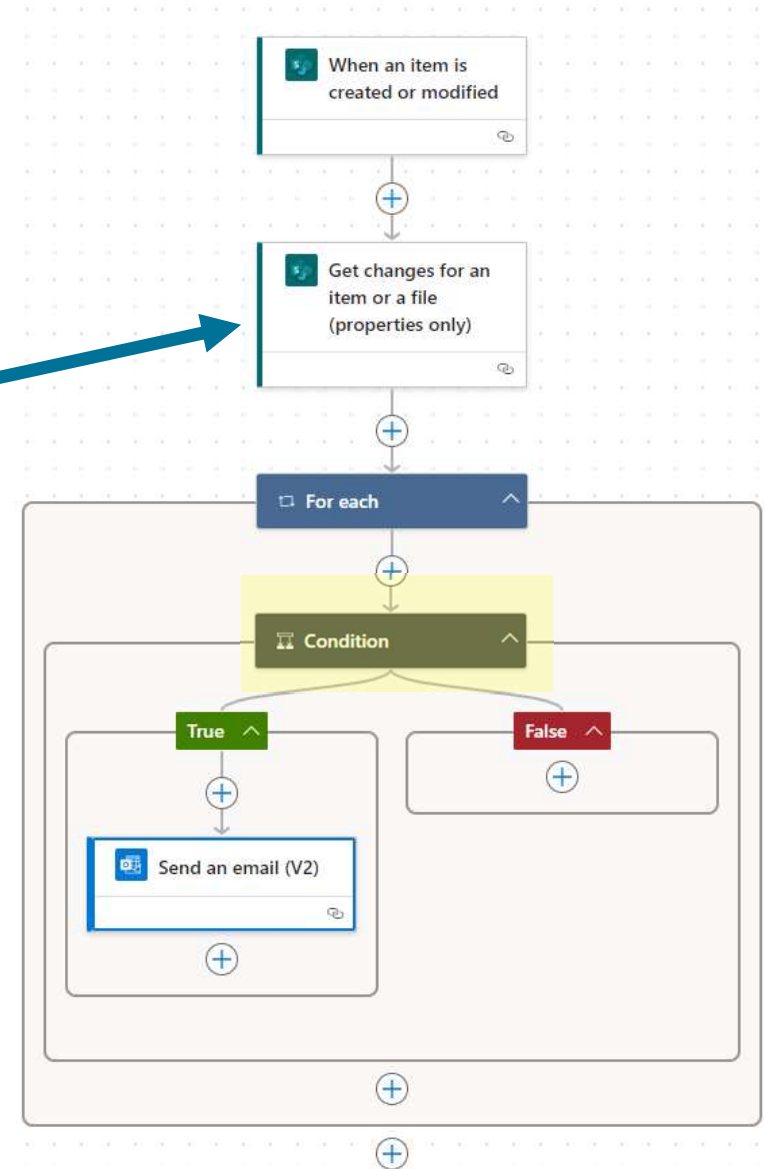 When an item is
created or modified
Get changes for an
item or a file
(properties only)
For each
Condition
True
False
Send an email (V2)